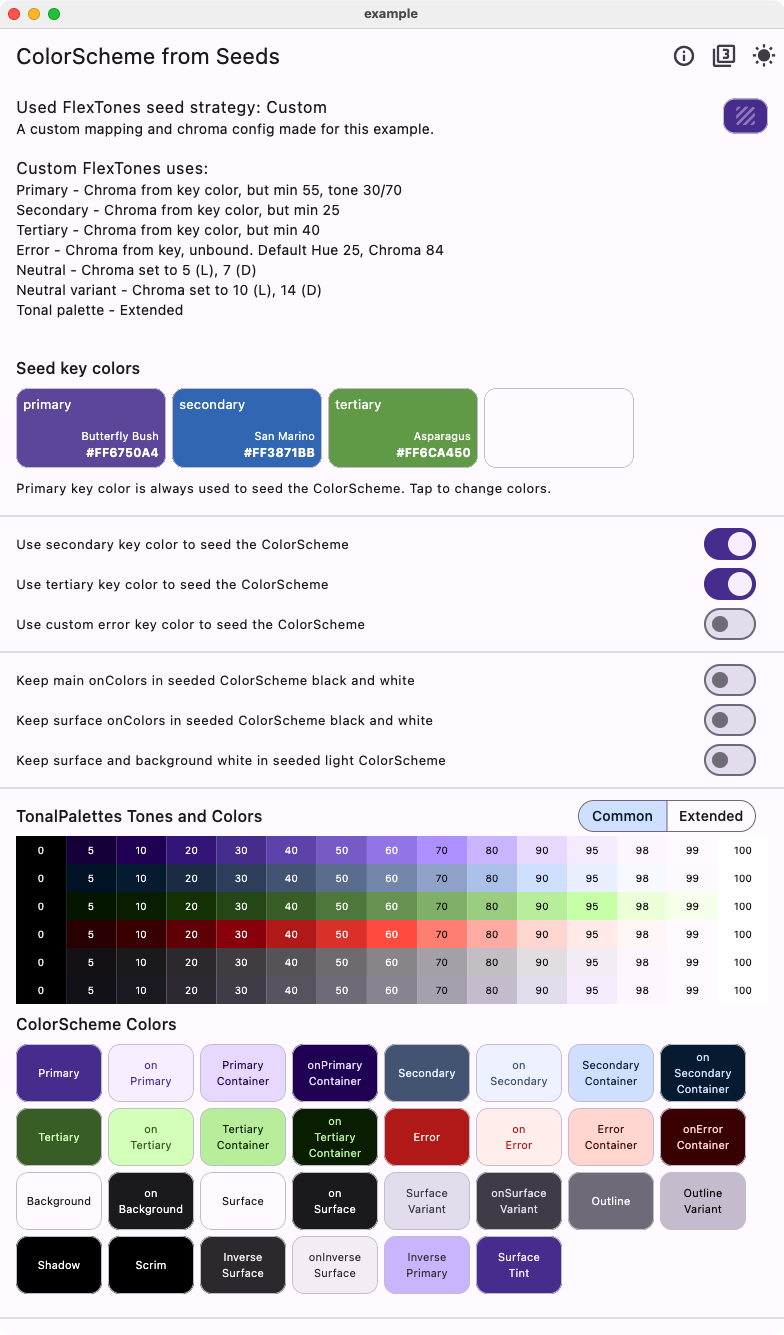 example
ColorScheme from Seeds
3
Used FlexTones seed strategy: Custom
A custom mapping and chroma config made for this example.
Custom FlexTones uses:
Primary - Chroma from key color, but min 55, tone 30/70
Secondary - Chroma from key color, but min 25
Tertiary - Chroma from key color, but min 40
Error - Chroma from key, unbound. Default Hue 25, Chroma 84
Neutral - Chroma set to 5 (L), 7 (D)
Neutral variant - Chroma set to 10 (L), 14 (D)
Tonal palette - Extended
Seed key colors
primary
Butterfly Bush
#FF6750A4
secondary
San Marino
#FF3871BB
tertiary
Asparagus
#FF6CA450
Primary key color is always used to seed the ColorScheme. Tap to change colors.
Use secondary key color to seed the ColorScheme
Use tertiary key color to seed the ColorScheme
Use custom error key color to seed the ColorScheme
Keep main onColors in seeded ColorScheme black and white
Keep surface onColors in seeded ColorScheme black and white
Keep surface and background white in seeded light ColorScheme
TonalPalettes Tones and Colors
Common Extended
0 5 10 20 30 40 50 60 70 80 90 95 98 99 100
0 5 10 20 30 40 50 60 70 80 90 95 98 99 100
0 5 10 20 30 40 50 60 70 80 90 95 98 99 100
0 5 10 20 30 40 50 60 70 80 90 95 98 99 100
0 5 10 20 30 40 50 60 70 80 90 95 98 99 100
0 5 10 20 30 40 50 60 70 80 90 95 98 99 100
ColorScheme Colors
Primary
on
Primary
Primary
Container
onPrimary
Container
Secondary
on
Secondary
Secondary
Container
on
Secondary
Container
Tertiary
on
Tertiary
Tertiary
Container
on
Tertiary
Container
Error
on
Error
Error
Container
onError
Container
Background
on
Background
Surface
on
Surface
Surface
Variant
onSurface
Variant
Outline
Outline
Variant
Shadow
Scrim
Inverse
Surface
onInverse
Surface
Inverse
Primary
Surface
Tint